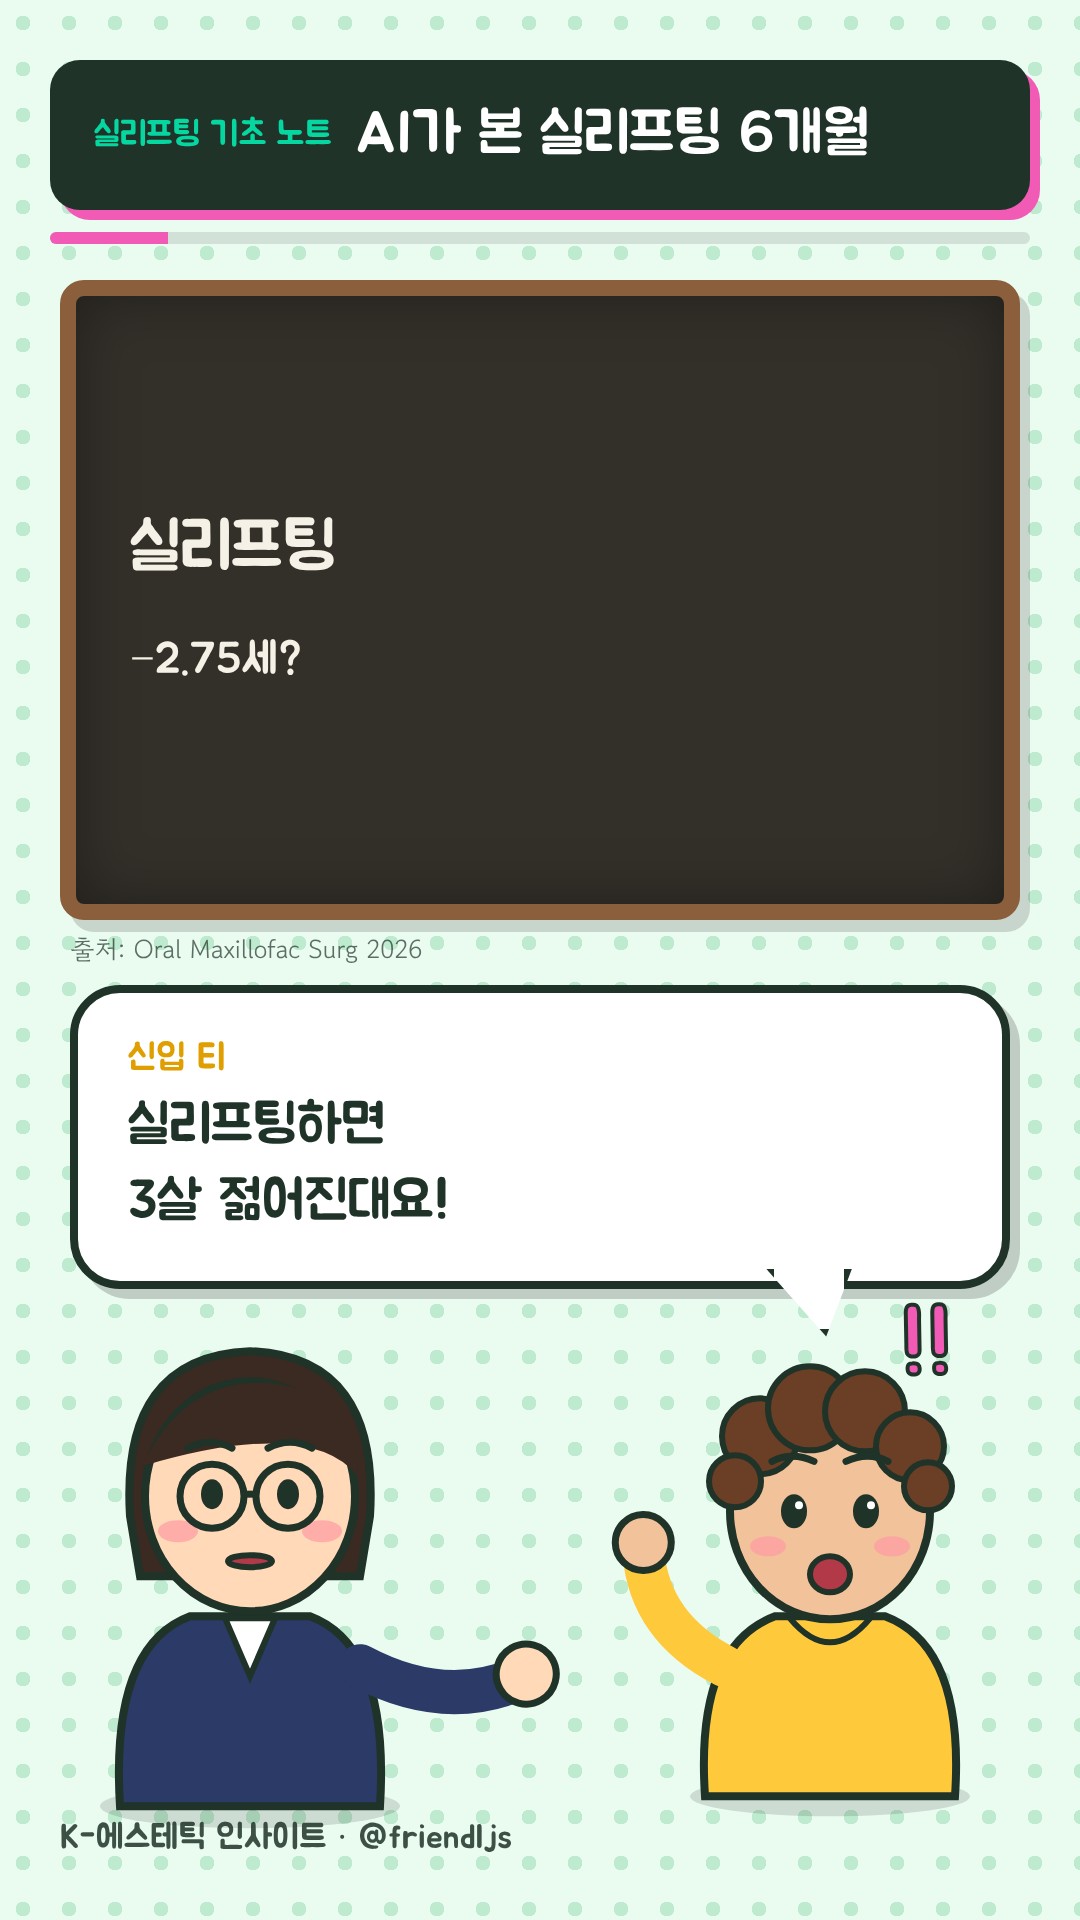 실리프팅 기초 노트 AI가 본 실리프팅 6개월
실리프팅
−2.75세?
출처: Oral Maxillofac Surg 2026
신입 티
실리프팅하면
3살 젊어진대요!
!!
K-에스테틱 인사이트 · @friendljs